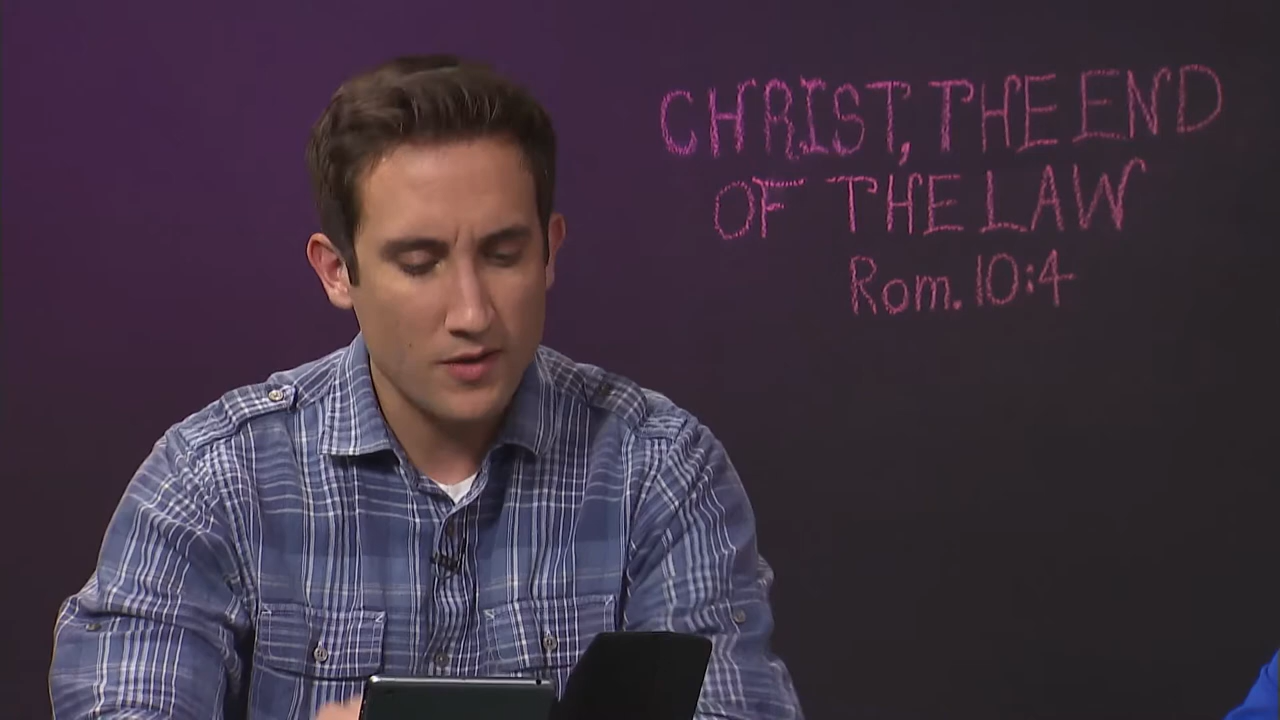 CHRIST, THE END
OF THE LAW
Rom. 10:4